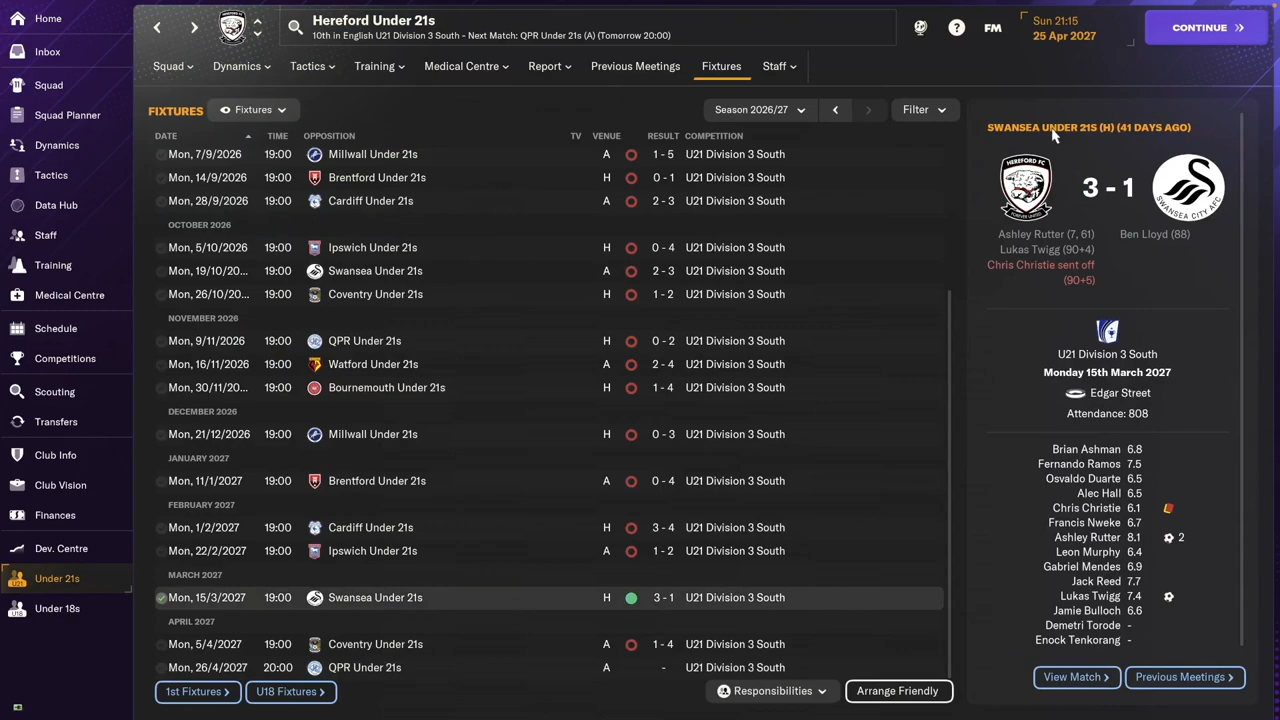 Home
Inbox
Squad
Squad Planner
Dynamics
Tactics
Data Hub
Staff
Training
Medical Centre
Schedule
Competitions
Scouting
Transfers
Club Info
Club Vision
Finances
Dev. Centre
Under 21s
Under 18s
Hereford Under 21s
10th in English U21 Division 3 South - Next Match: QPR Under 21s (A) (Tomorrow 20:00)
FM
Sun 21:15
25 Apr 2027
CONTINUE
Squad Dynamics Tactics Training Medical Centre Report Previous Meetings Fixtures Staff
FIXTURES Fixtures Season 2026/27 Filter
DATE TIME OPPOSITION TV VENUE RESULT COMPETITION
Mon, 7/9/2026 19:00 Millwall Under 21s A 1 - 5 U21 Division 3 South
Mon, 14/9/2026 19:00 Brentford Under 21s H 0 - 1 U21 Division 3 South
Mon, 28/9/2026 19:00 Cardiff Under 21s A 2 - 3 U21 Division 3 South
OCTOBER 2026
Mon, 5/10/2026 19:00 Ipswich Under 21s H 0 - 4 U21 Division 3 South
Mon, 19/10/20... 19:00 Swansea Under 21s A 2 - 3 U21 Division 3 South
Mon, 26/10/20... 19:00 Coventry Under 21s H 1 - 2 U21 Division 3 South
NOVEMBER 2026
Mon, 9/11/2026 19:00 QPR Under 21s H 0 - 2 U21 Division 3 South
Mon, 16/11/2026 19:00 Watford Under 21s A 2 - 4 U21 Division 3 South
Mon, 30/11/20... 19:00 Bournemouth Under 21s H 1 - 4 U21 Division 3 South
DECEMBER 2026
Mon, 21/12/2026 19:00 Millwall Under 21s H 0 - 3 U21 Division 3 South
JANUARY 2027
Mon, 11/1/2027 19:00 Brentford Under 21s A 0 - 4 U21 Division 3 South
FEBRUARY 2027
Mon, 1/2/2027 19:00 Cardiff Under 21s H 3 - 4 U21 Division 3 South
Mon, 22/2/2027 19:00 Ipswich Under 21s A 1 - 2 U21 Division 3 South
MARCH 2027
Mon, 15/3/2027 19:00 Swansea Under 21s H 3 - 1 U21 Division 3 South
APRIL 2027
Mon, 5/4/2027 19:00 Coventry Under 21s A 1 - 4 U21 Division 3 South
Mon, 26/4/2027 20:00 QPR Under 21s A - U21 Division 3 South
1st Fixtures U18 Fixtures Responsibilities Arrange Friendly
SWANSEA UNDER 21S (H) (41 DAYS AGO)
HEREFORD FC
FOREVER UNITED
3 - 1
SWANSEA CITY AFC
Ashley Rutter (7, 61) Ben Lloyd (88)
Lukas Twigg (90+4)
Chris Christie sent off
(90+5)
U21 Division 3 South
Monday 15th March 2027
Edgar Street
Attendance: 808
Brian Ashman 6.8
Fernando Ramos 7.5
Osvaldo Duarte 6.5
Alec Hall 6.5
Chris Christie 6.1
Francis Nweke 6.7
Ashley Rutter 8.1 2
Leon Murphy 6.4
Gabriel Mendes 6.9
Jack Reed 7.7
Lukas Twigg 7.4
Jamie Bulloch 6.6
Demetri Torode -
Enock Tenkorang -
View Match Previous Meetings